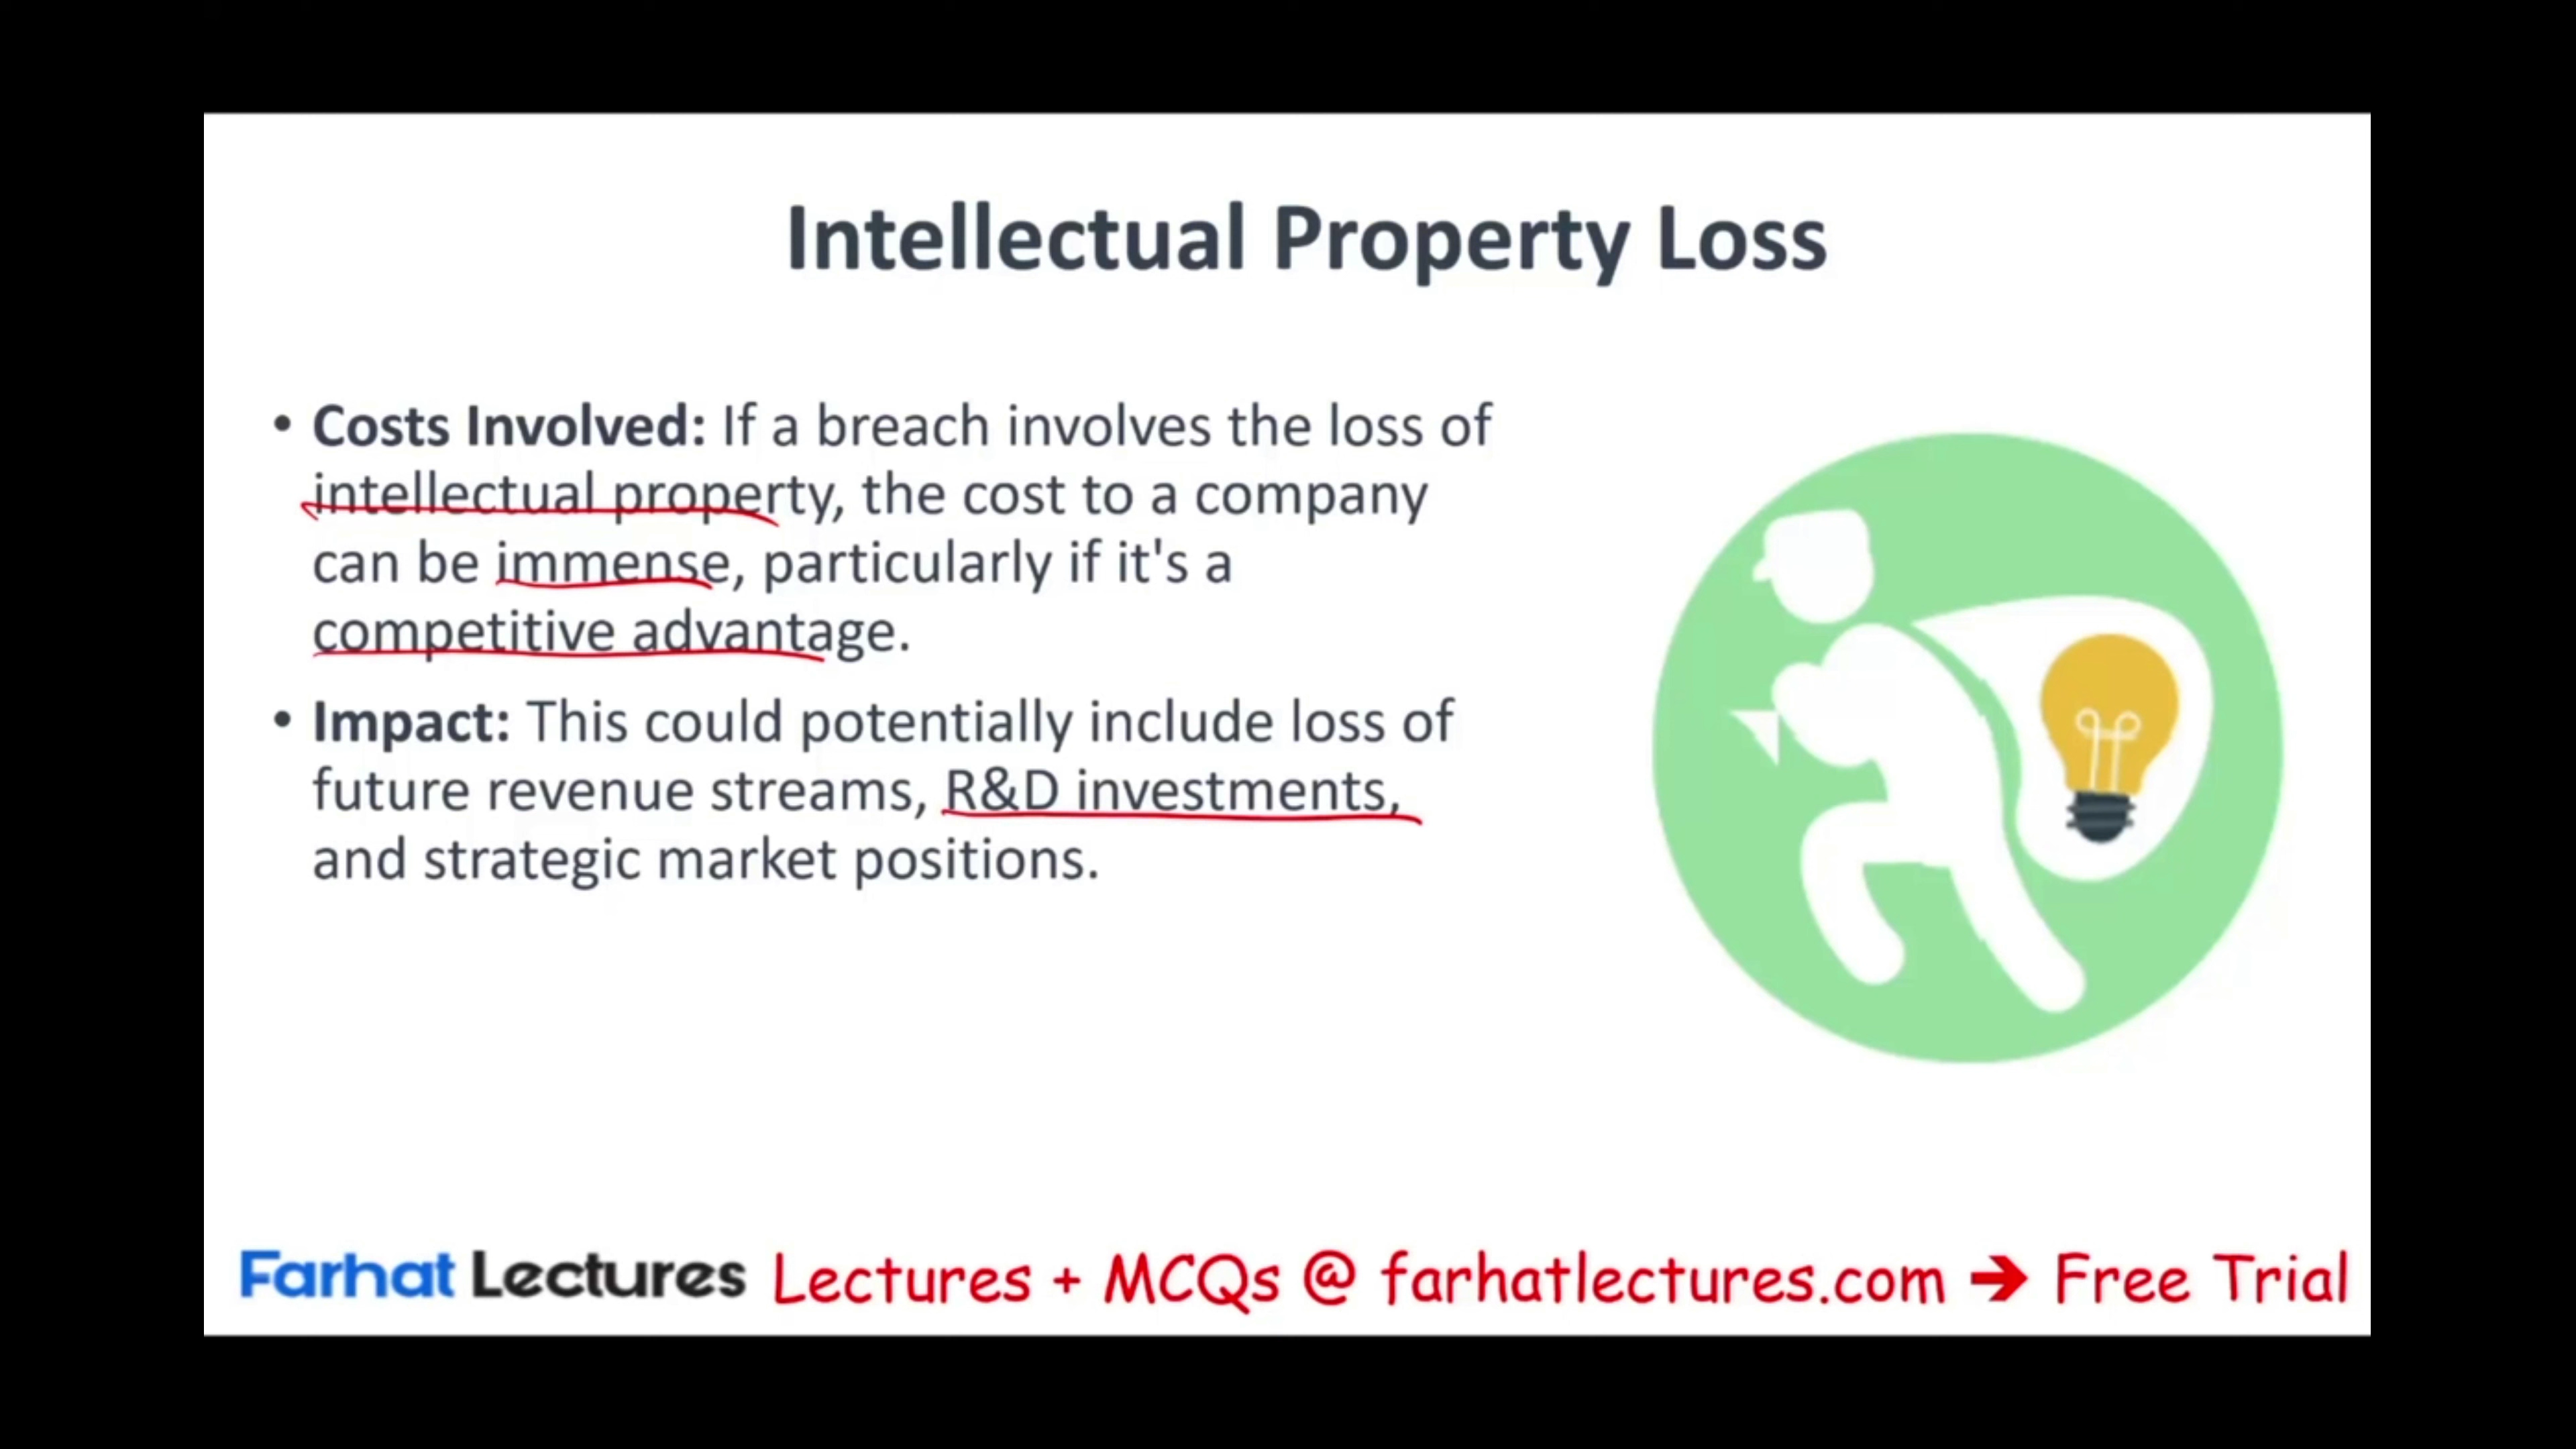 Intellectual Property Loss
• Costs Involved: If a breach involves the loss of
intellectual property, the cost to a company
can be immense, particularly if it's a
competitive advantage.
• Impact: This could potentially include loss of
future revenue streams, R&D investments,
and strategic market positions.
Farhat Lectures Lectures + MCQs @ farhatlectures.com ➔ Free Trial